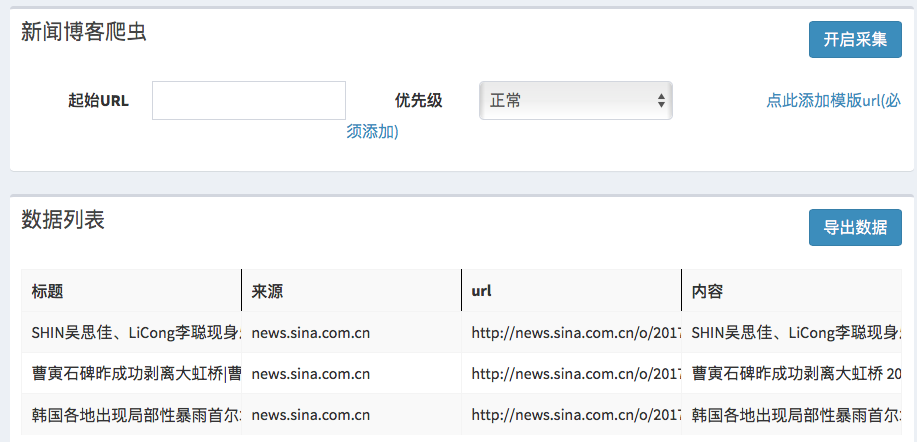 新闻博客爬虫
开启采集
起始URL 优先级 正常 点此添加模版url(必
须添加)
数据列表
导出数据
标题 来源 url 内容
SHIN吴思佳、LiCong李聪现身 news.sina.com.cn http://news.sina.com.cn/o/2017 SHIN吴思佳、LiCong李聪现身
曹寅石碑昨成功剥离大虹桥|曹 news.sina.com.cn http://news.sina.com.cn/o/2017 曹寅石碑昨成功剥离大虹桥 20
韩国各地出现局部性暴雨首尔 news.sina.com.cn http://news.sina.com.cn/o/2017 韩国各地出现局部性暴雨首尔